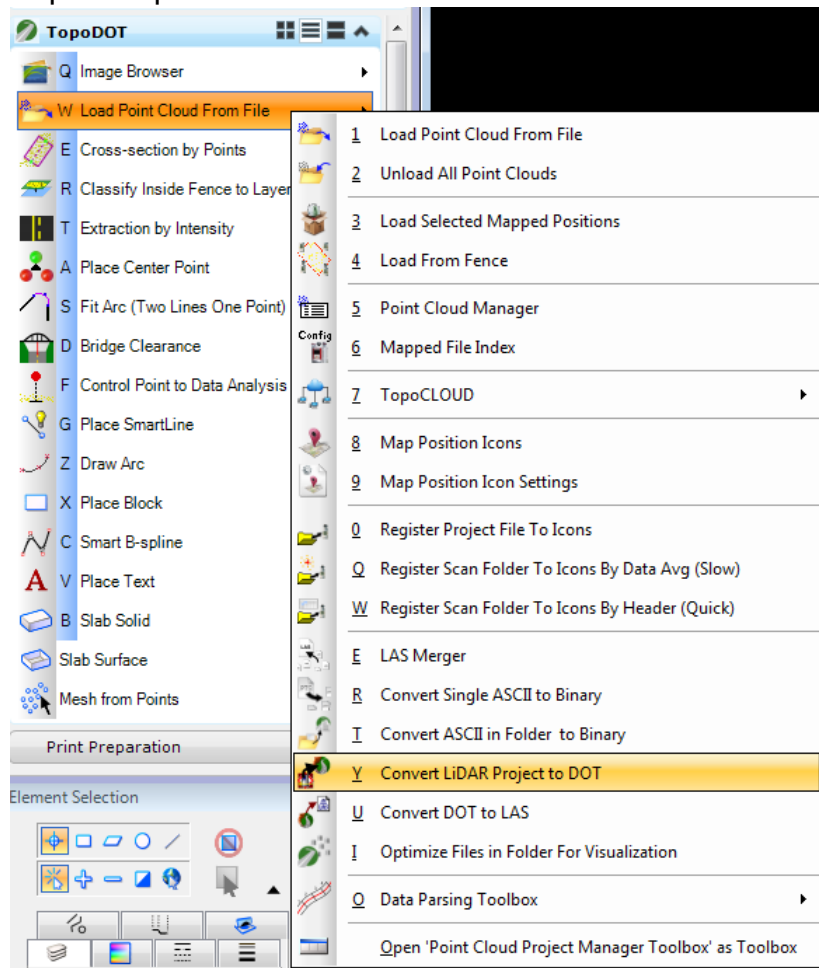 TopoDOT
Q Image Browser
W Load Point Cloud From File
E Cross-section by Points
R Classify Inside Fence to Layer
T Extraction by Intensity
A Place Center Point
S Fit Arc (Two Lines One Point)
D Bridge Clearance
F Control Point to Data Analysis
G Place SmartLine
Z Draw Arc
X Place Block
C Smart B-spline
V Place Text
B Slab Solid
Slab Surface
Mesh from Points
Print Preparation
Element Selection
1 Load Point Cloud From File
2 Unload All Point Clouds
3 Load Selected Mapped Positions
4 Load From Fence
5 Point Cloud Manager
Config
6 Mapped File Index
7 TopoCLOUD
8 Map Position Icons
9 Map Position Icon Settings
0 Register Project File To Icons
Q Register Scan Folder To Icons By Data Avg (Slow)
W Register Scan Folder To Icons By Header (Quick)
E LAS Merger
R Convert Single ASCII to Binary
T Convert ASCII in Folder to Binary
Y Convert LiDAR Project to DOT
U Convert DOT to LAS
I Optimize Files in Folder For Visualization
O Data Parsing Toolbox
Open 'Point Cloud Project Manager Toolbox' as Toolbox